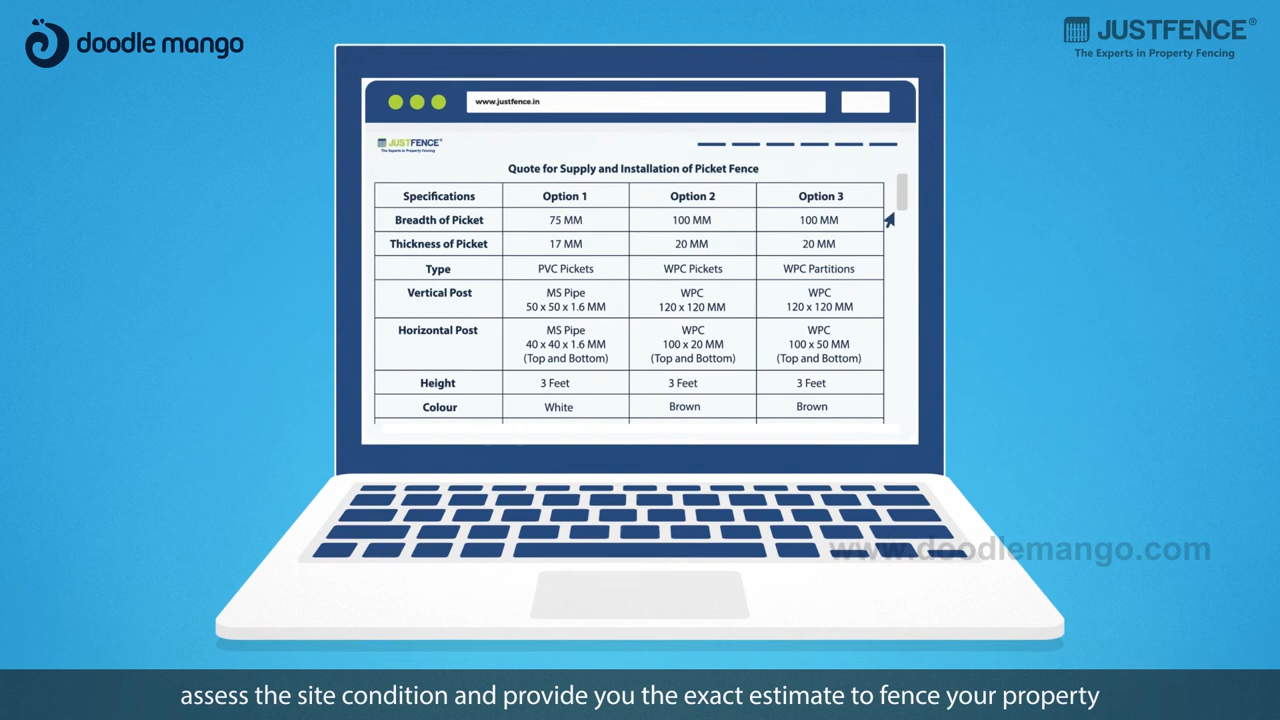 doodle mango
JUSTFENCE®
The Experts in Property Fencing
www.justfence.in
JUSTFENCE®
The Experts in Property Fencing
Quote for Supply and Installation of Picket Fence
Specifications Option 1 Option 2 Option 3
Breadth of Picket 75 MM 100 MM 100 MM
Thickness of Picket 17 MM 20 MM 20 MM
Type PVC Pickets WPC Pickets WPC Partitions
Vertical Post MS Pipe WPC WPC
50 x 50 x 1.6 MM 120 x 120 MM 120 x 120 MM
Horizontal Post MS Pipe WPC WPC
40 x 40 x 1.6 MM 100 x 20 MM 100 x 50 MM
(Top and Bottom) (Top and Bottom) (Top and Bottom)
Height 3 Feet 3 Feet 3 Feet
Colour White Brown Brown
www.doodlemango.com
assess the site condition and provide you the exact estimate to fence your property